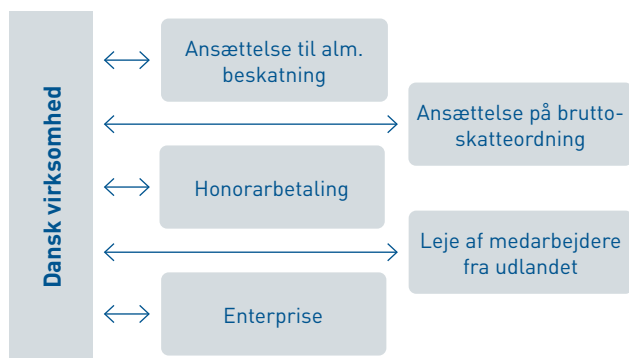 Dansk virksomhed
Ansættelse til alm.
beskatning
Ansættelse på brutto-
skatteordning
Honorarbetaling
Leje af medarbejdere
fra udlandet
Enterprise